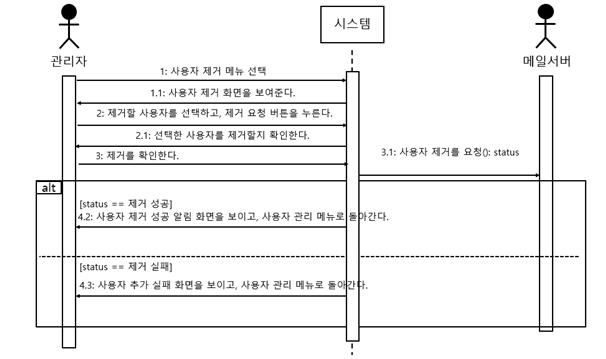 관리자
시스템
메일서버
1: 사용자 제거 메뉴 선택
1.1: 사용자 제거 화면을 보여준다.
2: 제거할 사용자를 선택하고, 제거 요청 버튼을 누른다.
2.1: 선택한 사용자를 제거할지 확인한다.
3: 제거를 확인한다.
3.1: 사용자 제거를 요청(): status
alt
[status == 제거 성공]
4.2: 사용자 제거 성공 알림 화면을 보이고, 사용자 관리 메뉴로 돌아간다.
[status == 제거 실패]
4.3: 사용자 추가 실패 화면을 보이고, 사용자 관리 메뉴로 돌아간다.